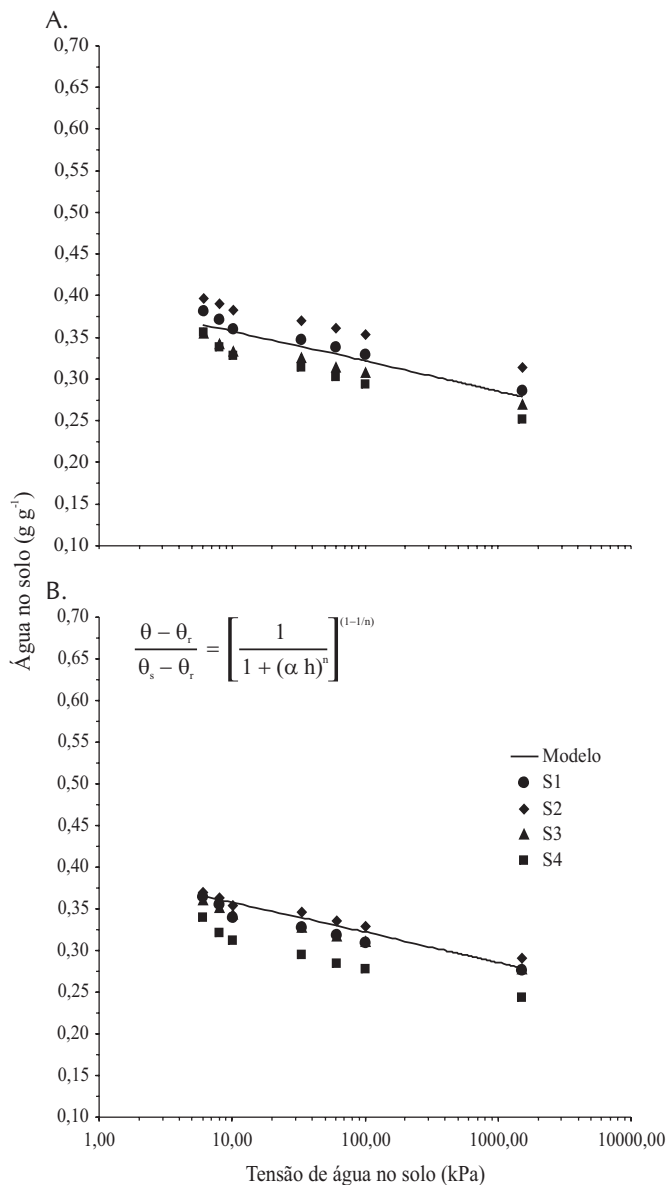 A.
0,70
0,65
0,60
0,55
0,50
0,45
0,40
0,35
0,30
0,25
0,20
0,15
0,10
Água no solo (g g⁻¹)
B.
0,70
0,65
0,60
0,55
0,50
0,45
0,40
0,35
0,30
0,25
0,20
0,15
0,10
θ − θᵣ / θₛ − θᵣ = [1 / 1 + (α h)ⁿ]⁽¹⁻¹/ⁿ⁾
Modelo
S1
S2
S3
S4
1,00 10,00 100,00 1000,00 10000,00
Tensão de água no solo (kPa)